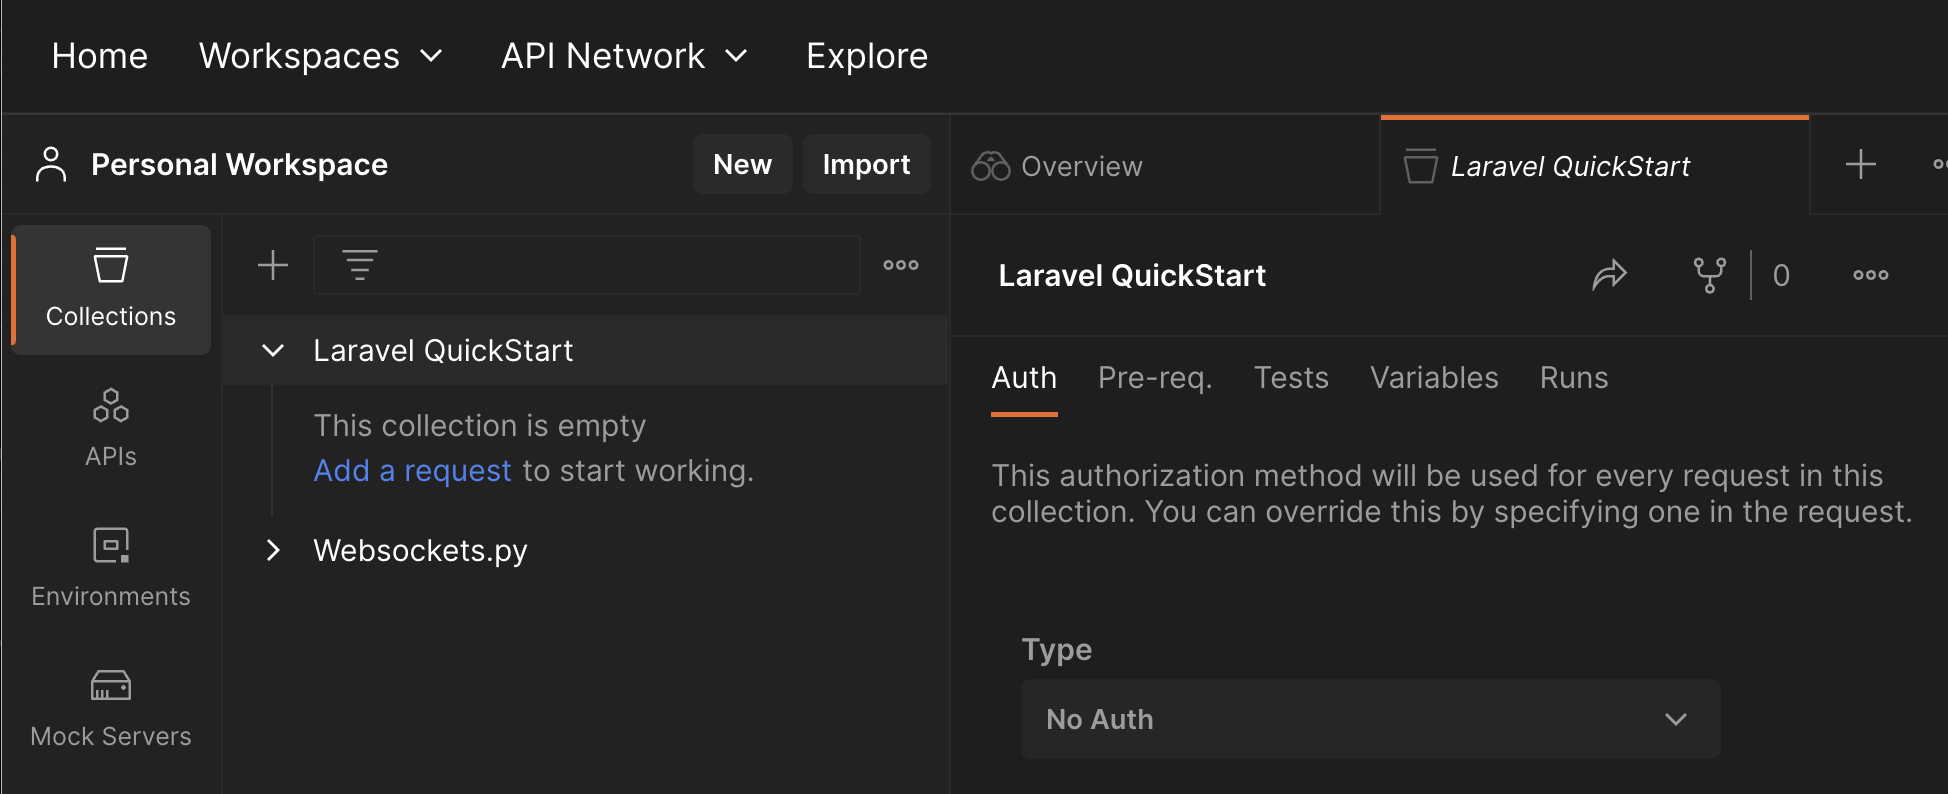 Home Workspaces API Network Explore
Personal Workspace New Import
Overview Laravel QuickStart
Collections
APIs
Environments
Mock Servers
Laravel QuickStart
This collection is empty
Add a request to start working.
Websockets.py
Laravel QuickStart 0
Auth Pre-req. Tests Variables Runs
This authorization method will be used for every request in this
collection. You can override this by specifying one in the request.
Type
No Auth